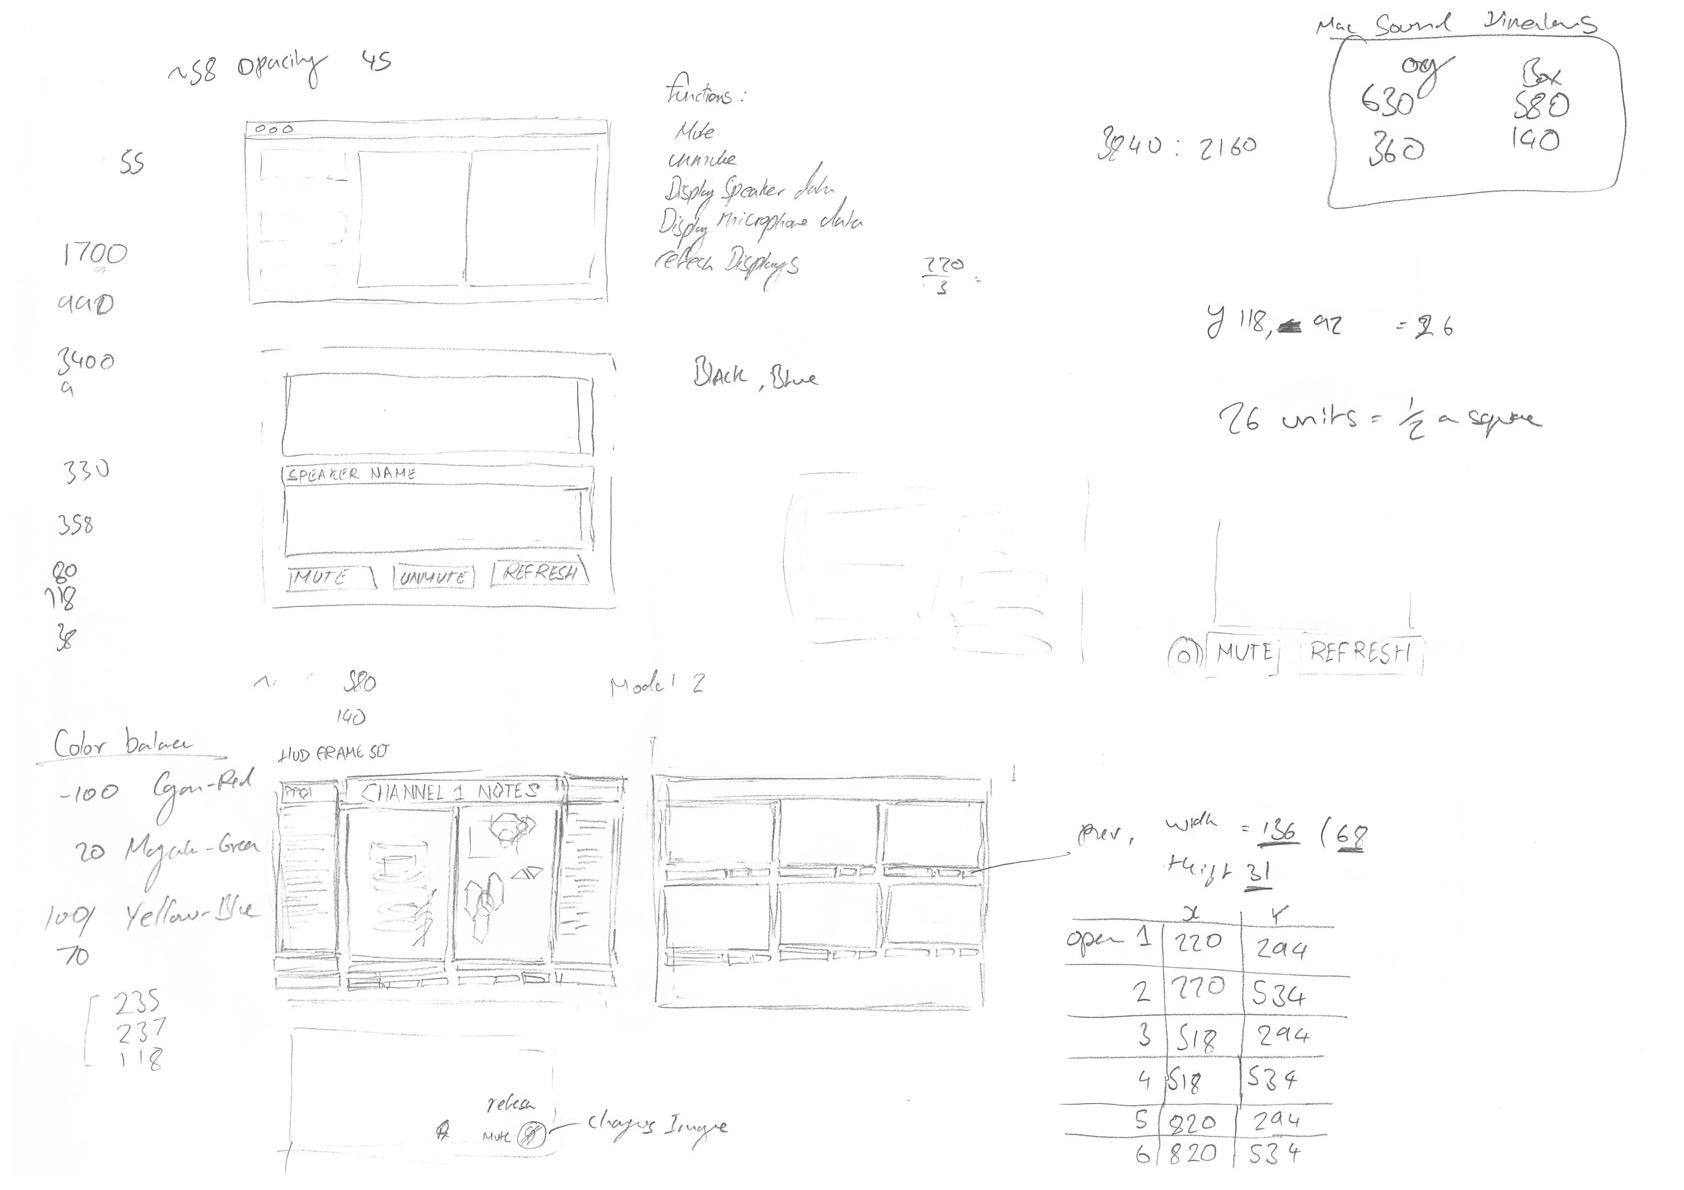 Mac Sound Dimensions
~58 Opacity 45
og Box
630 580
360 140
functions:
Mute
unmute
Display Speaker data
Display microphone data
refresh Displays
3240 : 2160
55
1700
990
3400
9
330
358
80
118
38
220
3
=
y 118, 92 = 26
26 units = 1/2 a square
Black, Blue
SPEAKER NAME
MUTE UNMUTE REFRESH
MUTE REFRESH
~ 580
140
Model 2
Color balance
-100 Cyan-Red
20 Magenta-Green
100/ Yellow-Blue
70
235
237
118
HUD FRAME SET
CHANNEL 1 NOTES
1
prev, width = 136 (68
Height 31
x Y
open 1 220 294
2 220 534
3 518 294
4 518 534
5 820 294
6 820 534
refresh
Mute
Changes Image